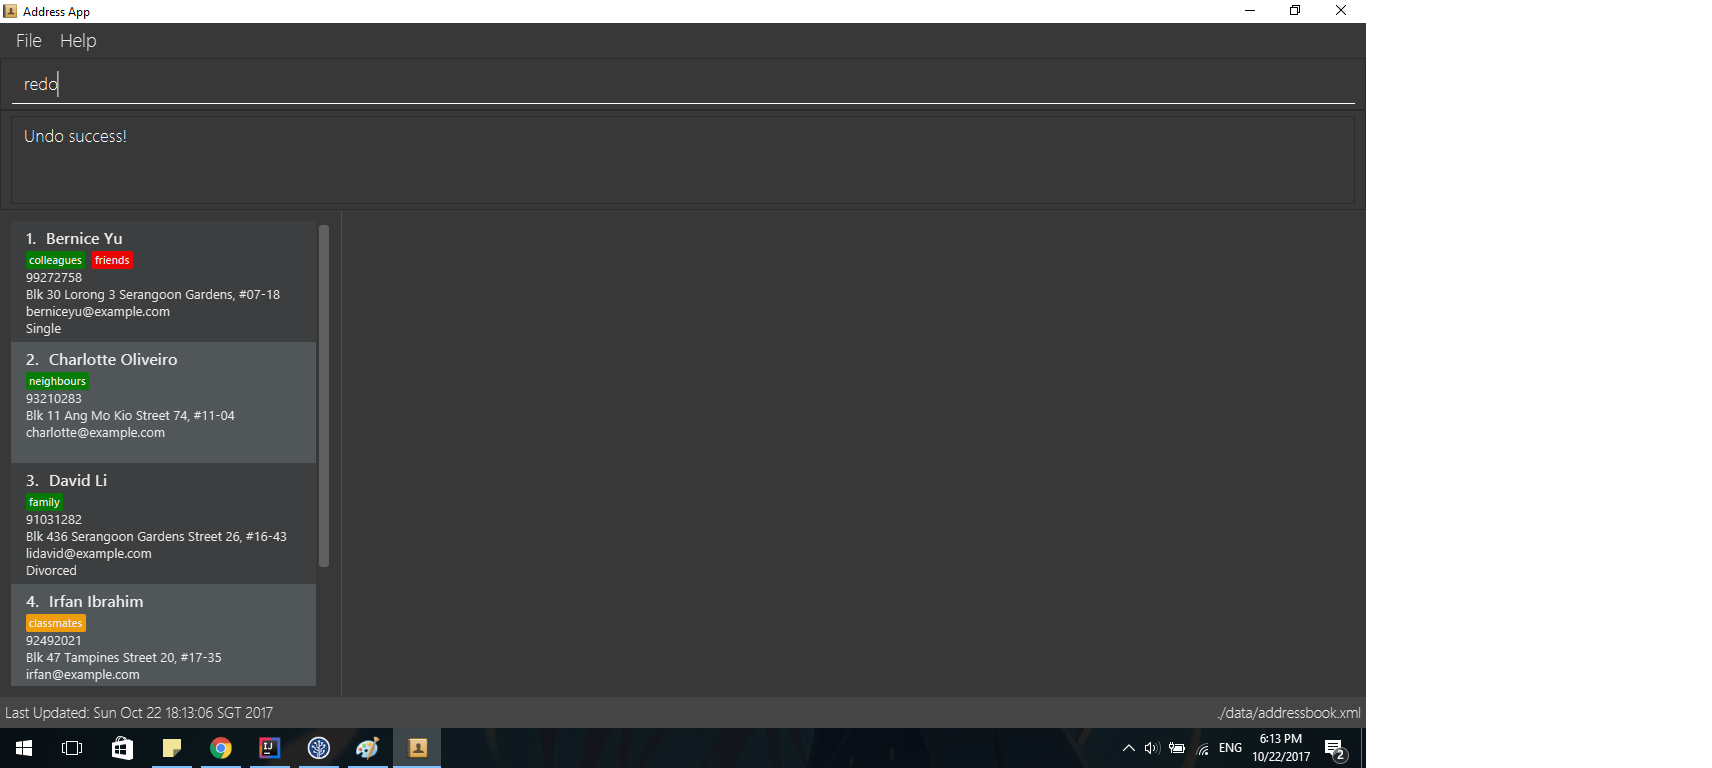 Address App
File Help
redo
Undo success!
1. Bernice Yu
colleagues friends
99272758
Blk 30 Lorong 3 Serangoon Gardens, #07-18
berniceyu@example.com
Single
2. Charlotte Oliveiro
neighbours
93210283
Blk 11 Ang Mo Kio Street 74, #11-04
charlotte@example.com
3. David Li
family
91031282
Blk 436 Serangoon Gardens Street 26, #16-43
lidavid@example.com
Divorced
4. Irfan Ibrahim
classmates
92492021
Blk 47 Tampines Street 20, #17-35
irfan@example.com
Last Updated: Sun Oct 22 18:13:06 SGT 2017
./data/addressbook.xml
IJ
ENG
6:13 PM
10/22/2017
2